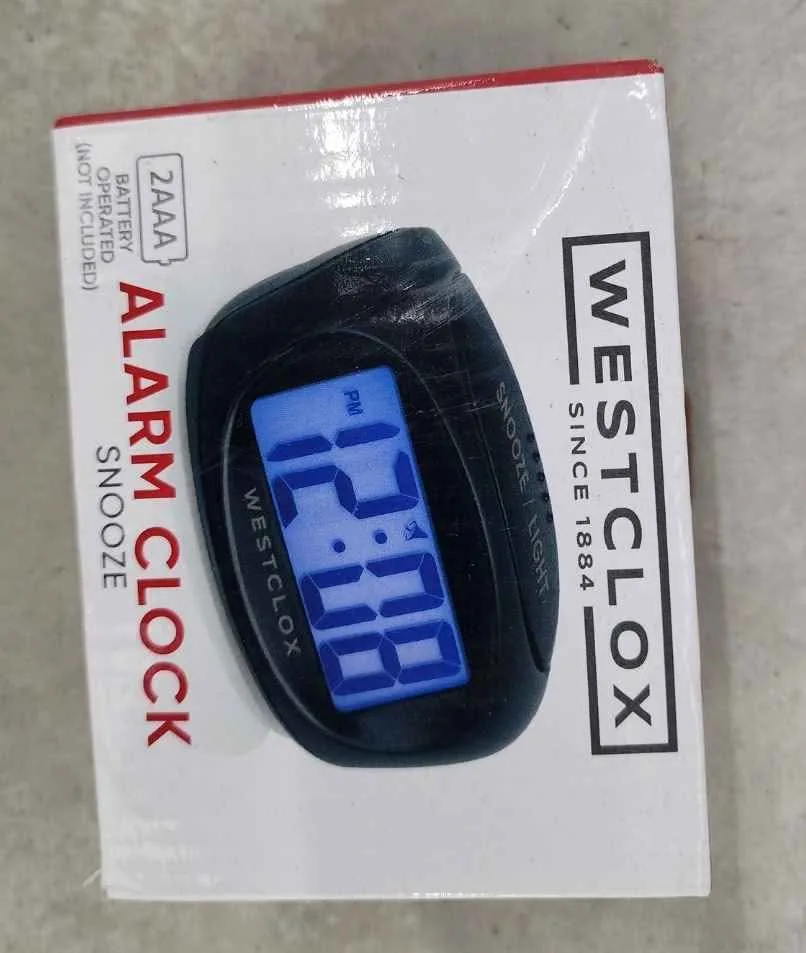 WESTCLOX
SINCE 1884
SNOOZE / LIGHT
PM
12:08
WESTCLOX
2AAA
BATTERY
OPERATED
(NOT INCLUDED)
ALARM CLOCK
SNOOZE